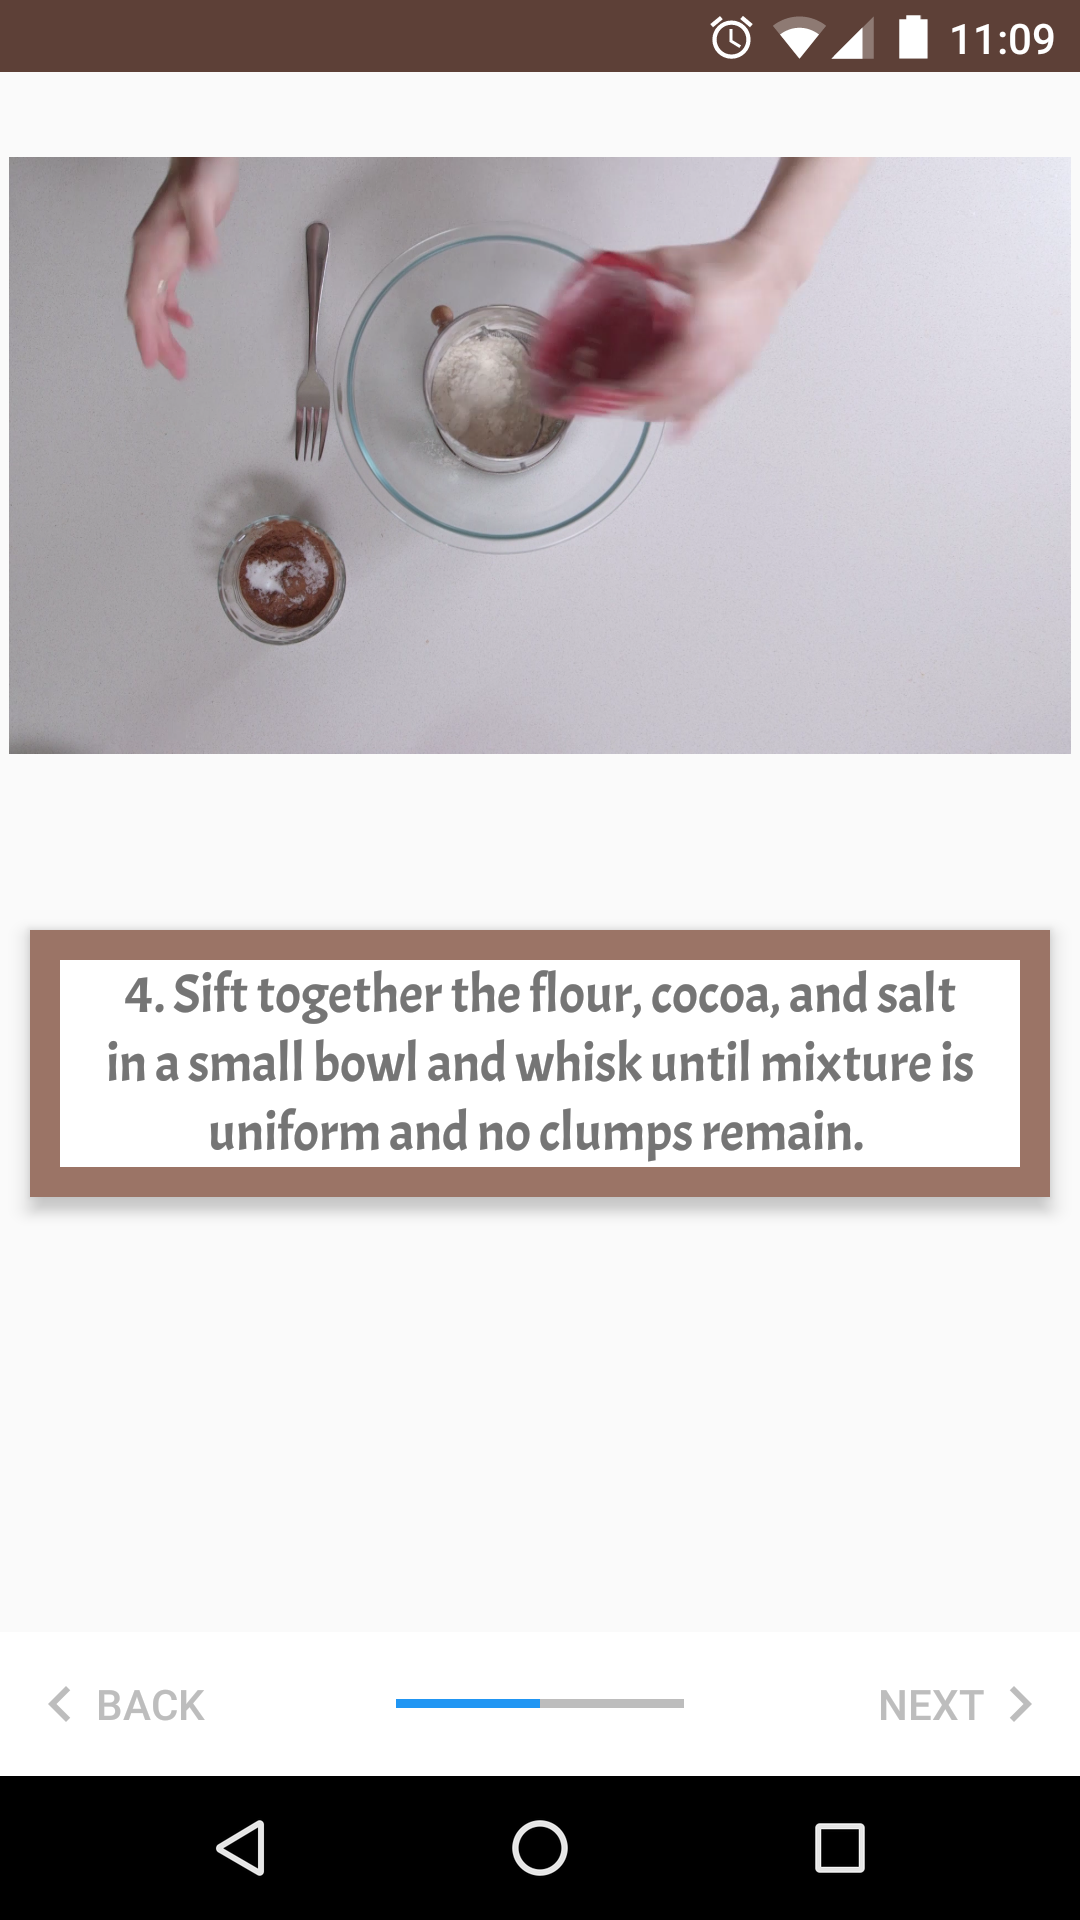 11:09
4. Sift together the flour, cocoa, and salt
in a small bowl and whisk until mixture is
uniform and no clumps remain.
BACK
NEXT